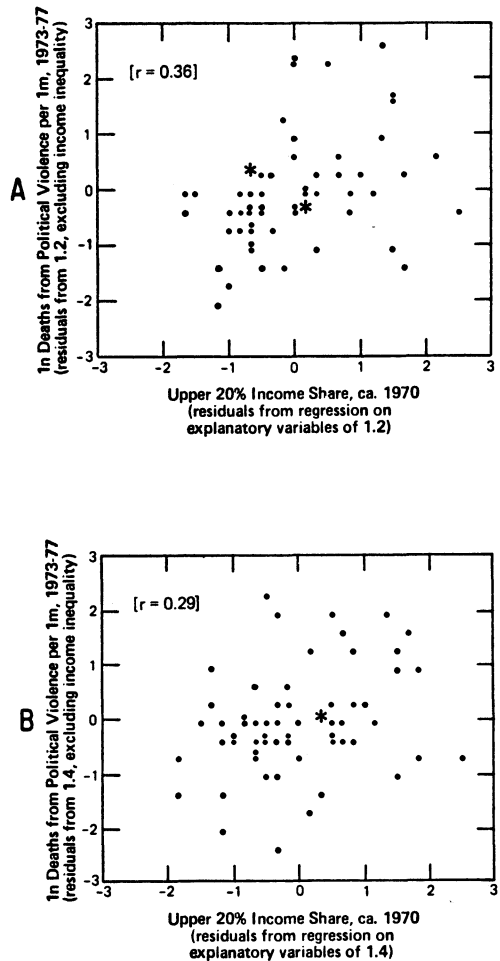 A
1n Deaths from Political Violence per 1m, 1973-77
(residuals from 1.2, excluding income inequality)
3
2
1
0
−1
−2
−3
[r = 0.36]
*
*
−3
−2
−1
0
1
2
3
Upper 20% Income Share, ca. 1970
(residuals from regression on
explanatory variables of 1.2)
B
1n Deaths from Political Violence per 1m, 1973-77
(residuals from 1.4, excluding income inequality)
3
2
1
0
−1
−2
−3
[r = 0.29]
*
−3
−2
−1
0
1
2
3
Upper 20% Income Share, ca. 1970
(residuals from regression on
explanatory variables of 1.4)